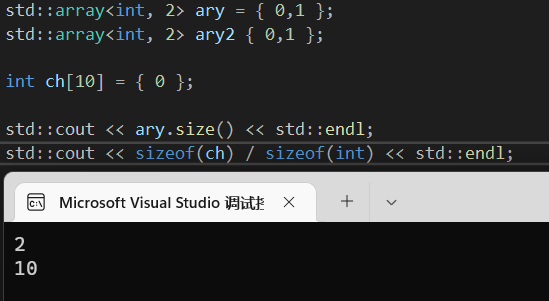 std::array<int, 2> ary = { 0,1 };
std::array<int, 2> ary2 { 0,1 };
int ch[10] = { 0 };
std::cout << ary.size() << std::endl;
std::cout << sizeof(ch) / sizeof(int) << std::endl;
Microsoft Visual Studio 调试
2
10